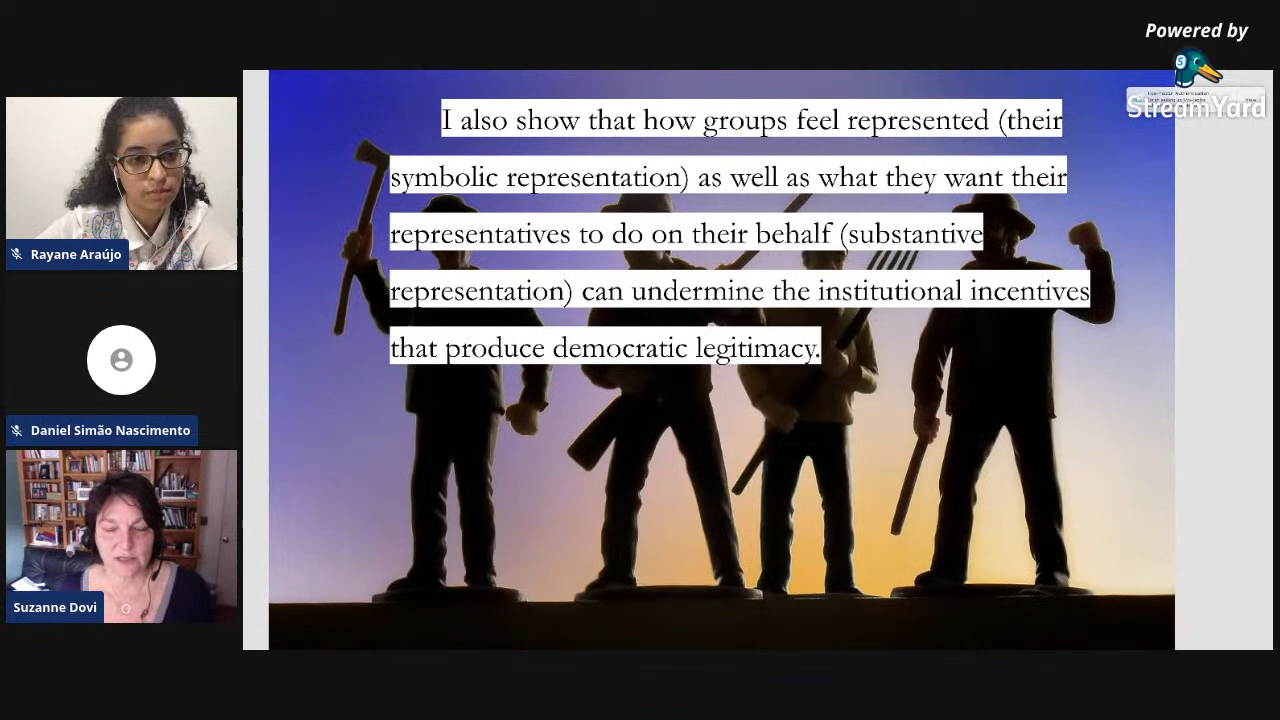 Powered by
StreamYard
I also show that how groups feel represented (their
symbolic representation) as well as what they want their
representatives to do on their behalf (substantive
representation) can undermine the institutional incentives
that produce democratic legitimacy.
Rayane Araújo
Daniel Simão Nascimento
Suzanne Dovi